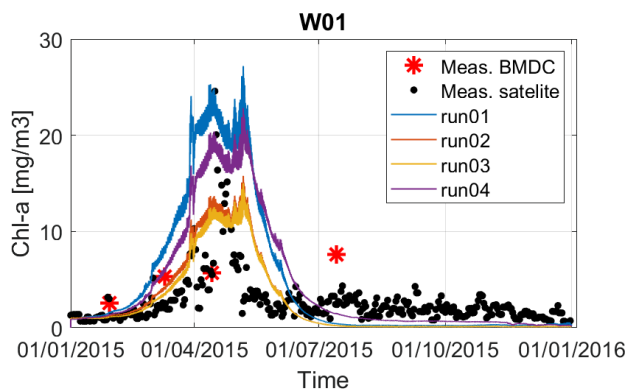 W01
Chl-a [mg/m3]
30
20
10
0
Meas. BMDC
Meas. satelite
run01
run02
run03
run04
01/01/2015 01/04/2015 01/07/2015 01/10/2015 01/01/2016
Time